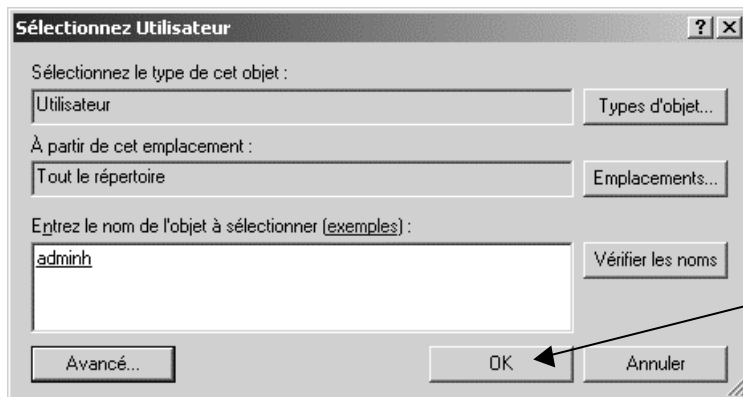 Sélectionnez Utilisateur
Sélectionnez le type de cet objet :
Utilisateur
Types d'objet...
À partir de cet emplacement :
Tout le répertoire
Emplacements...
Entrez le nom de l'objet à sélectionner (exemples) :
adminh
Vérifier les noms
Avancé...
OK
Annuler